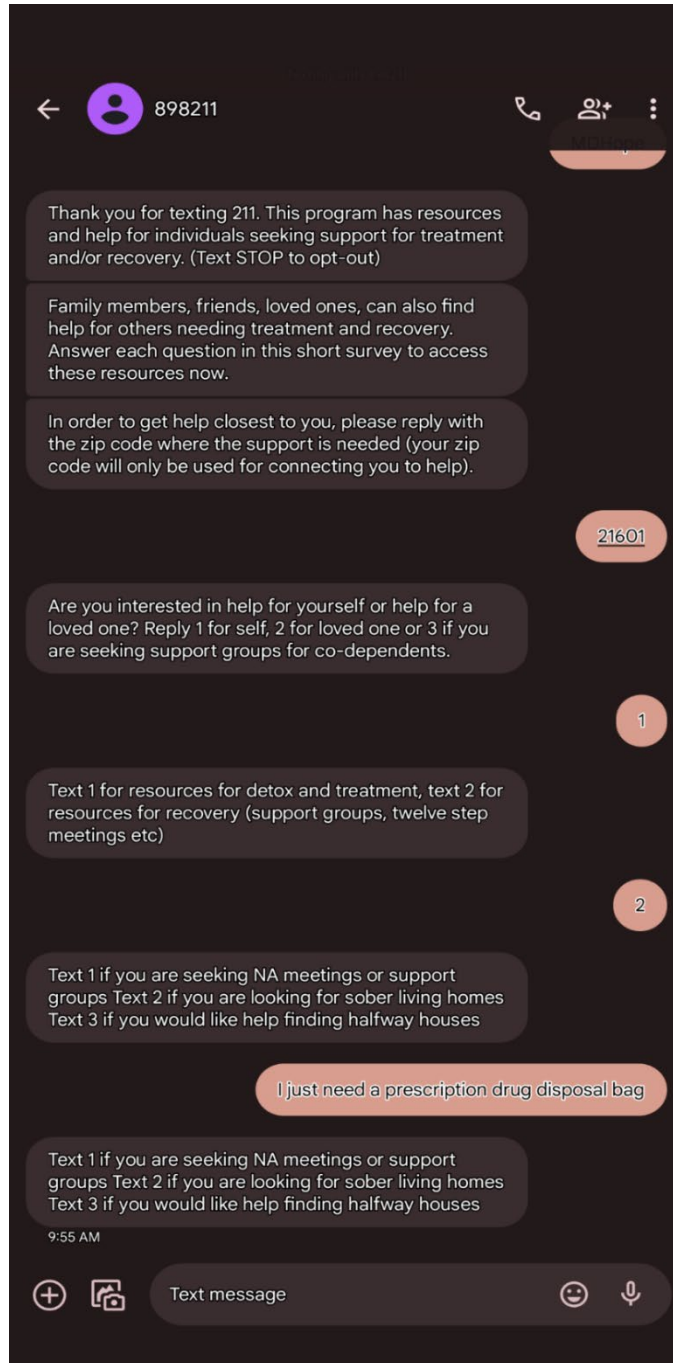 898211
MDHope
Thank you for texting 211. This program has resources
and help for individuals seeking support for treatment
and/or recovery. (Text STOP to opt-out)
Family members, friends, loved ones, can also find
help for others needing treatment and recovery.
Answer each question in this short survey to access
these resources now.
In order to get help closest to you, please reply with
the zip code where the support is needed (your zip
code will only be used for connecting you to help).
21601
Are you interested in help for yourself or help for a
loved one? Reply 1 for self, 2 for loved one or 3 if you
are seeking support groups for co-dependents.
1
Text 1 for resources for detox and treatment, text 2 for
resources for recovery (support groups, twelve step
meetings etc)
2
Text 1 if you are seeking NA meetings or support
groups Text 2 if you are looking for sober living homes
Text 3 if you would like help finding halfway houses
I just need a prescription drug disposal bag
Text 1 if you are seeking NA meetings or support
groups Text 2 if you are looking for sober living homes
Text 3 if you would like help finding halfway houses
9:55 AM
Text message